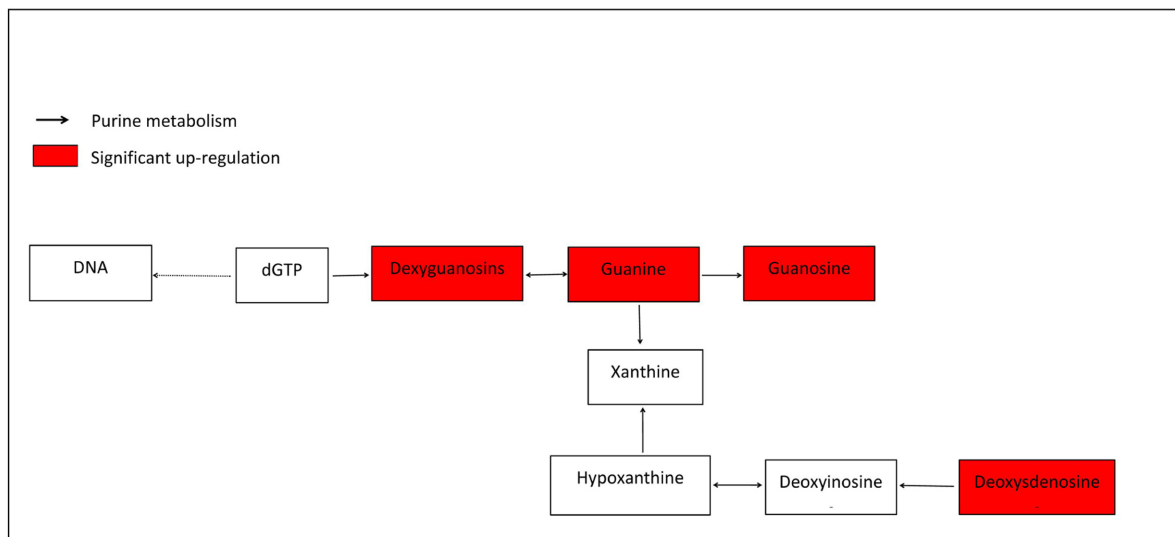 Purine metabolism
Significant up-regulation
DNA
dGTP
Dexyguanosins
Guanine
Guanosine
Xanthine
Hypoxanthine
Deoxyinosine
Deoxysdenosine